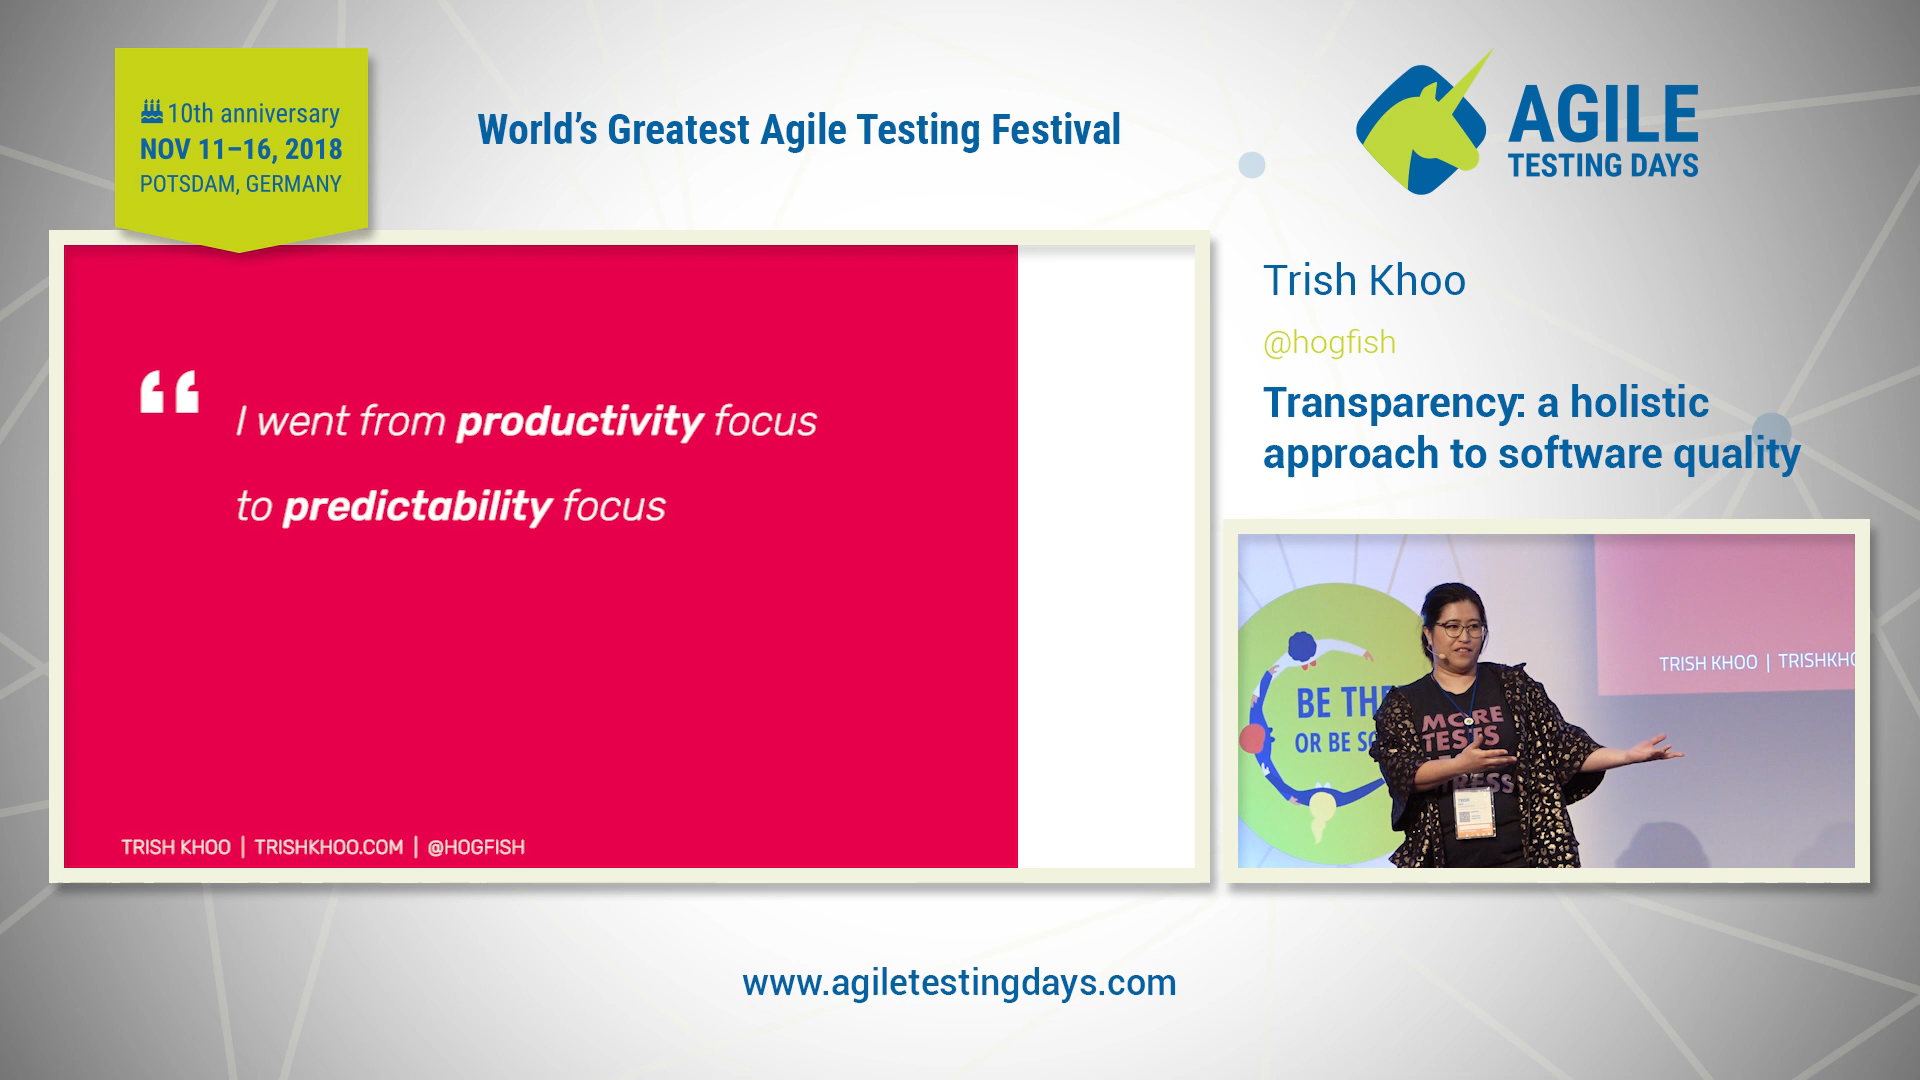 10th anniversary
NOV 11–16, 2018
POTSDAM, GERMANY
World's Greatest Agile Testing Festival
AGILE
TESTING DAYS
“
I went from productivity focus
to predictability focus
TRISH KHOO | TRISHKHOO.COM | @HOGFISH
Trish Khoo
@hogfish
Transparency: a holistic
approach to software quality
TRISH KHOO |
BE
OR BE
MORE
TESTS
www.agiletestingdays.com